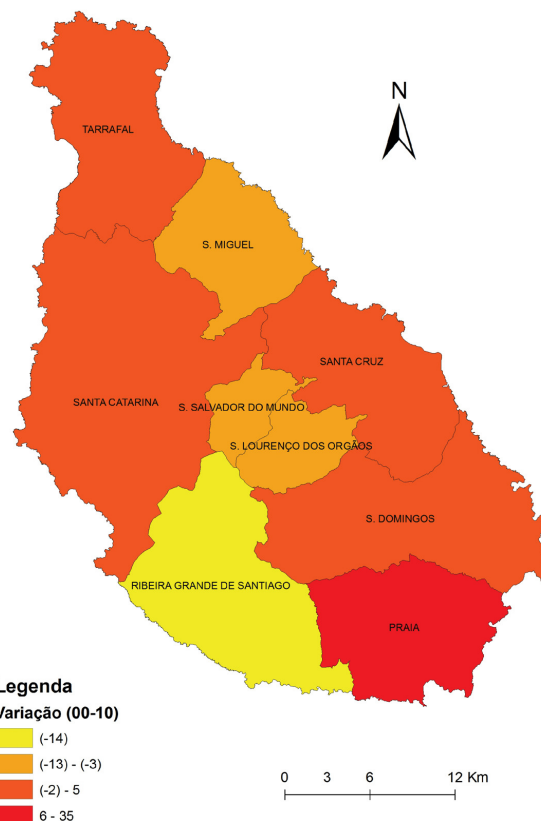 N
TARRAFAL
S. MIGUEL
SANTA CRUZ
SANTA CATARINA
S. SALVADOR DO MUNDO
S. LOURENÇO DOS ORGÃOS
S. DOMINGOS
RIBEIRA GRANDE DE SANTIAGO
PRAIA
Legenda
Variação (00-10)
(-14)
(-13) - (-3)
(-2) - 5
6 - 35
0 3 6 12 Km